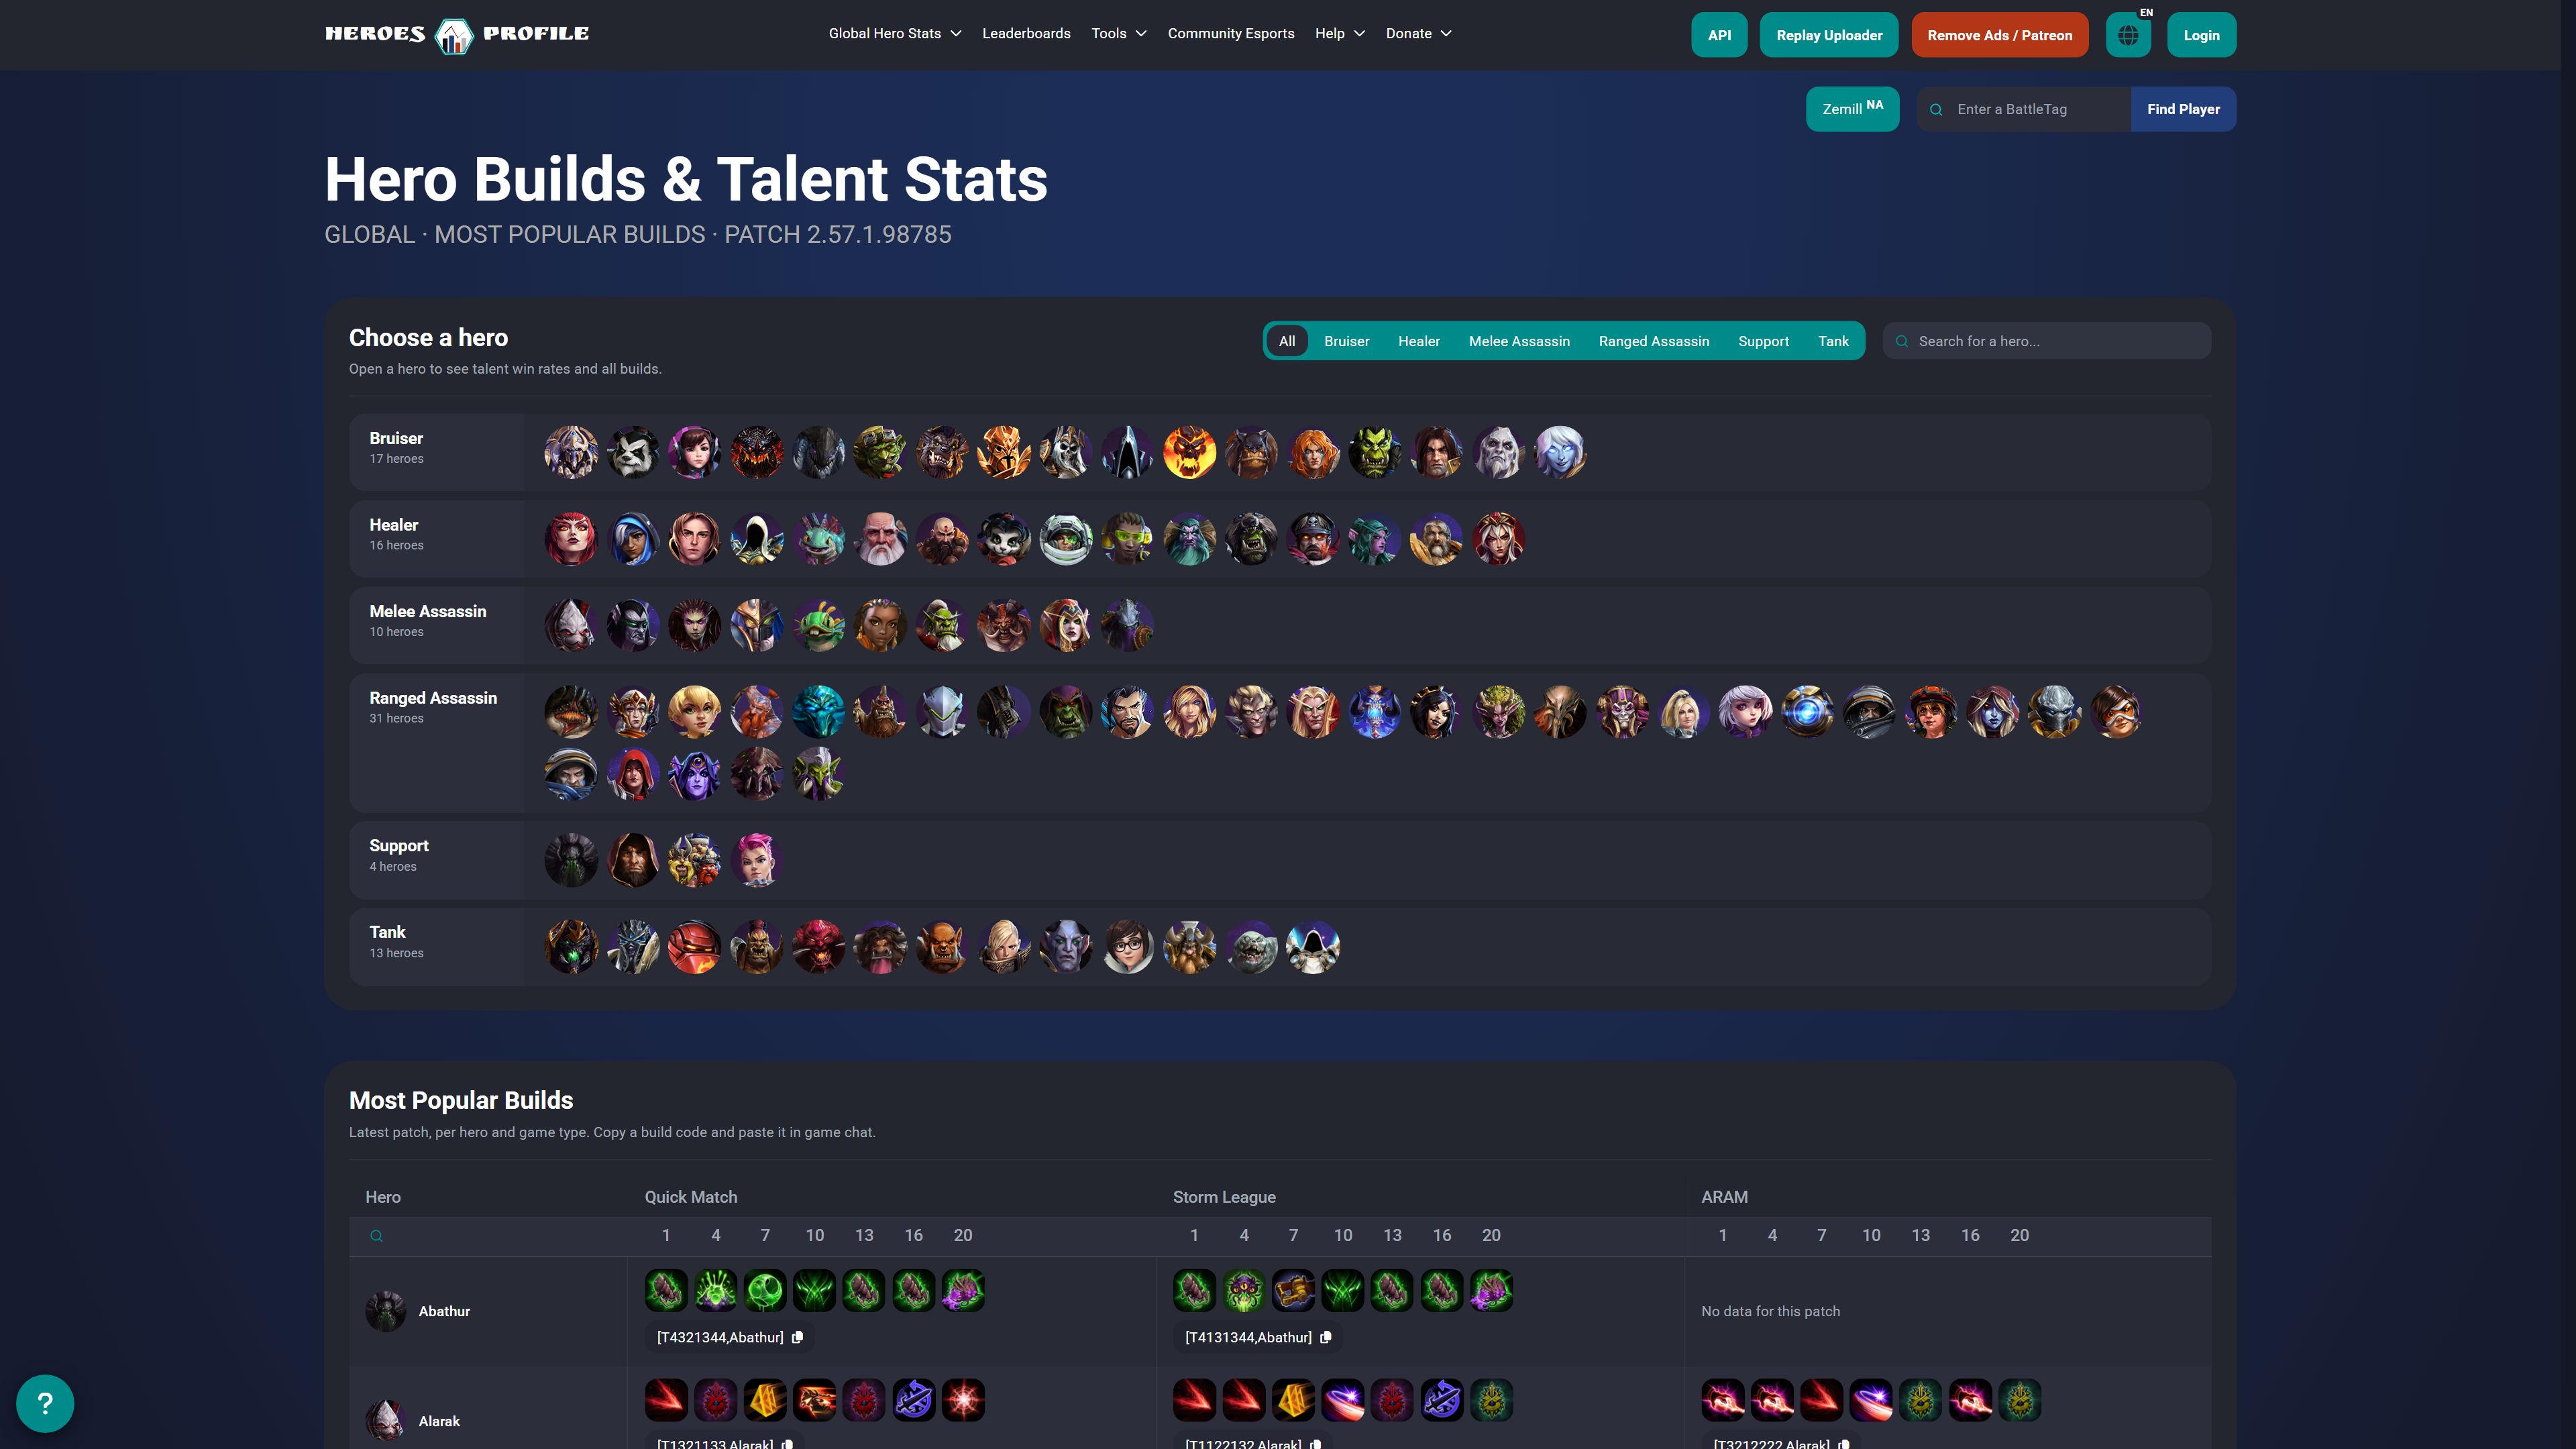 HEROES PROFILE
Global Hero Stats
Leaderboards
Tools
Community Esports
Help
Donate
API
Replay Uploader
Remove Ads / Patreon
EN
Login
Zemill NA
Enter a BattleTag
Find Player
Hero Builds & Talent Stats
GLOBAL · MOST POPULAR BUILDS · PATCH 2.57.1.98785
Choose a hero
Open a hero to see talent win rates and all builds.
All
Bruiser
Healer
Melee Assassin
Ranged Assassin
Support
Tank
Search for a hero...
Bruiser
17 heroes
Healer
16 heroes
Melee Assassin
10 heroes
Ranged Assassin
31 heroes
Support
4 heroes
Tank
13 heroes
Most Popular Builds
Latest patch, per hero and game type. Copy a build code and paste it in game chat.
Hero
Quick Match
Storm League
ARAM
1 4 7 10 13 16 20
1 4 7 10 13 16 20
1 4 7 10 13 16 20
Abathur
[T4321344,Abathur]
[T4131344,Abathur]
No data for this patch
Alarak
[T1321133,Alarak]
[T1122132,Alarak]
[T3212222,Alarak]
?